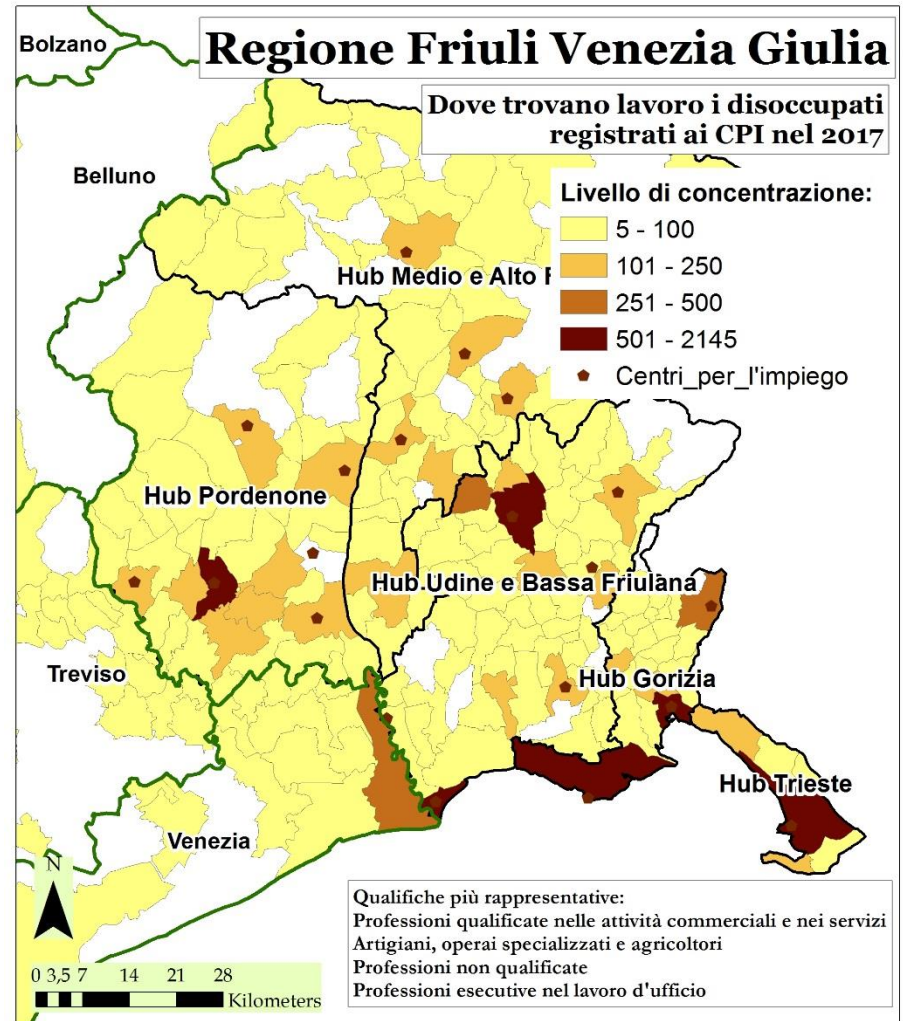 Bolzano
Regione Friuli Venezia Giulia
Dove trovano lavoro i disoccupati
registrati ai CPI nel 2017
Belluno
Livello di concentrazione:
5 - 100
101 - 250
251 - 500
501 - 2145
Centri_per_l'impiego
Hub Medio e Alto F
Hub Pordenone
Hub Udine e Bassa Friulana
Treviso
Hub Gorizia
Hub Trieste
Venezia
N
0 3,5 7 14 21 28
Kilometers
Qualifiche più rappresentative:
Professioni qualificate nelle attività commerciali e nei servizi
Artigiani, operai specializzati e agricoltori
Professioni non qualificate
Professioni esecutive nel lavoro d'ufficio